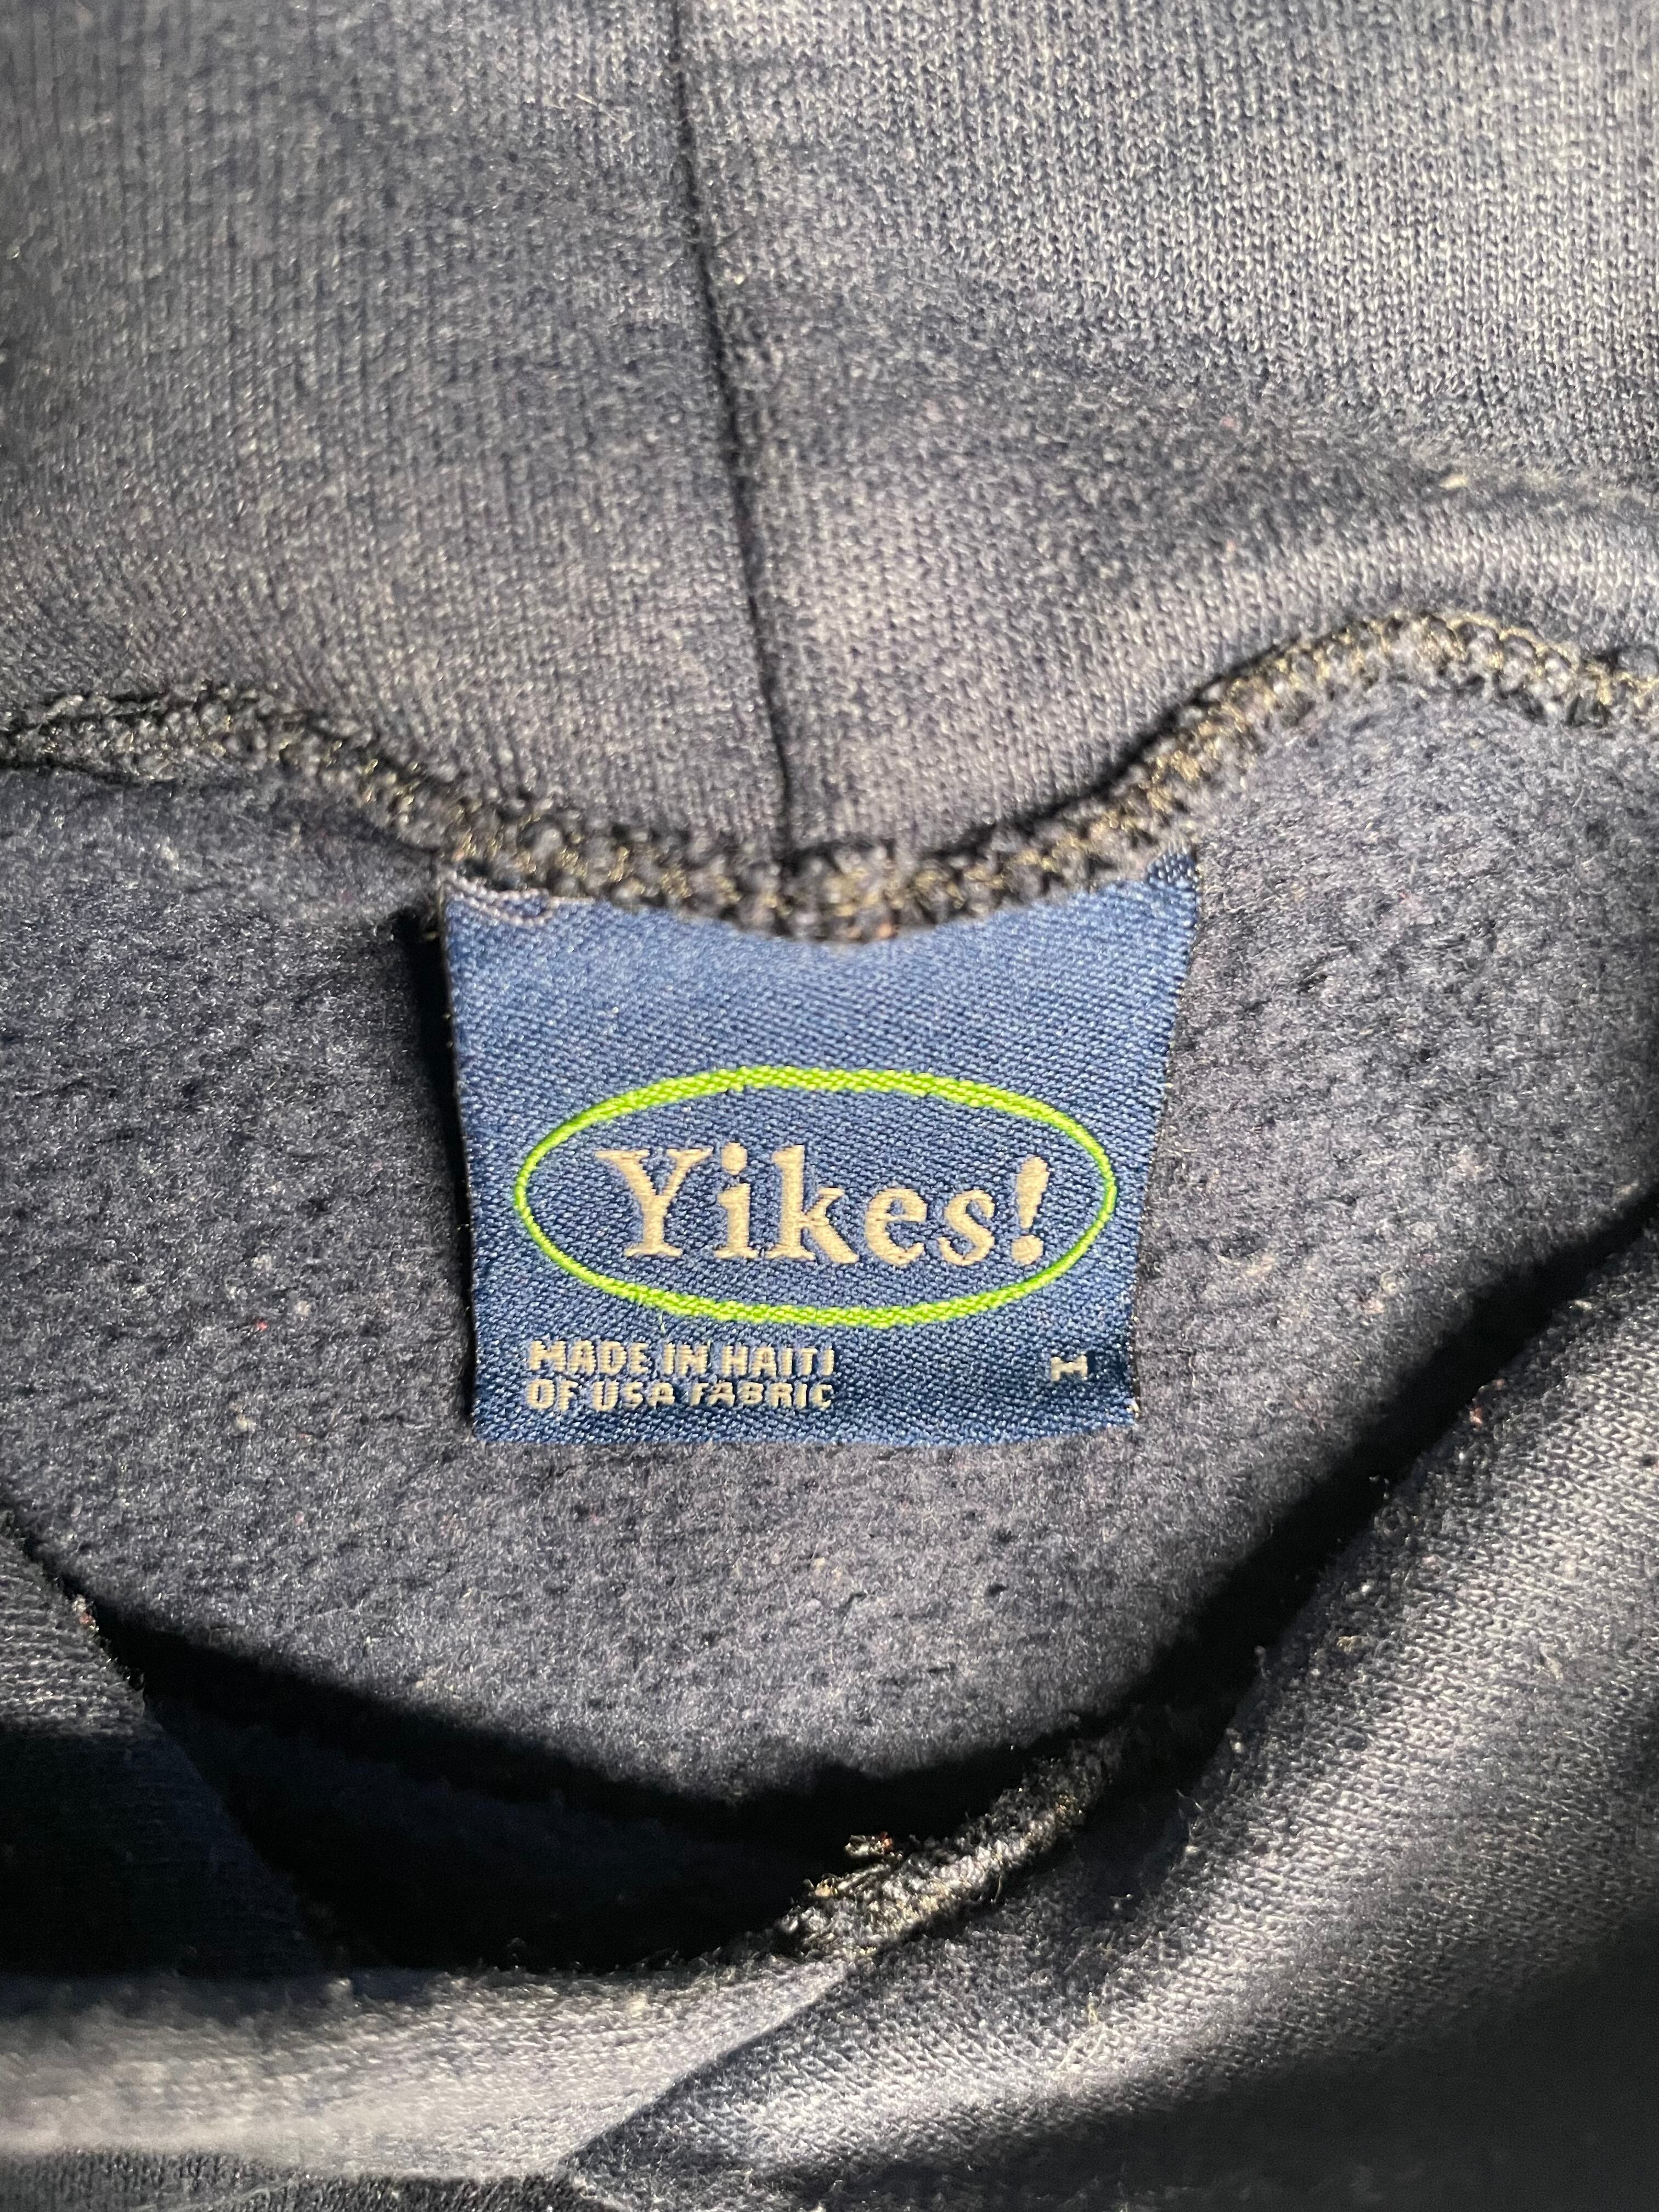 Yikes!
MADE IN HAITI
OF USA FABRIC
M